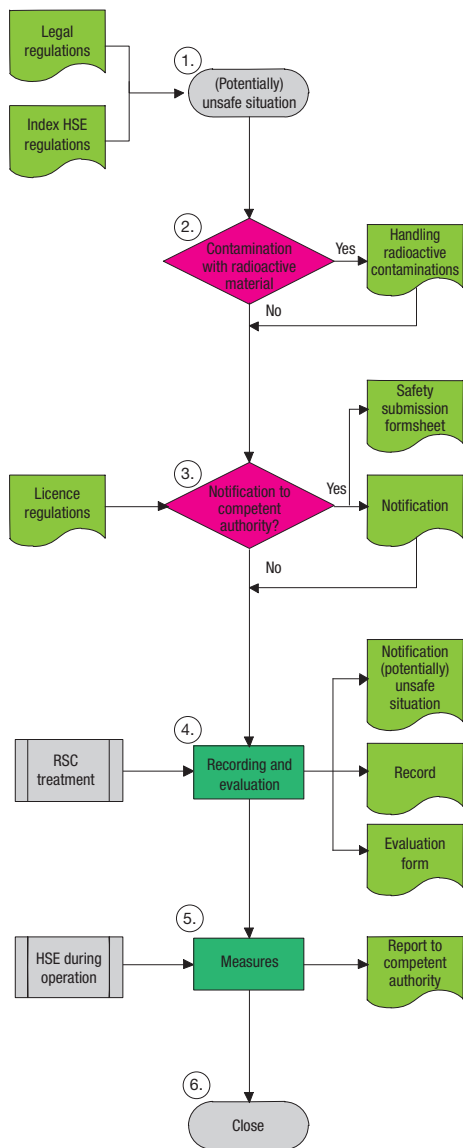 Legal
regulations
1.
(Potentially)
unsafe situation
Index HSE
regulations
2.
Contamination
with radioactive
material
Yes
Handling
radioactive
contaminations
No
Safety
submission
formsheet
3.
Licence
regulations
Notification to
competent
authority?
Yes
Notification
No
Notification
(potentially)
unsafe
situation
4.
RSC
treatment
Recording and
evaluation
Record
Evaluation
form
5.
HSE during
operation
Measures
Report to
competent
authority
6.
Close